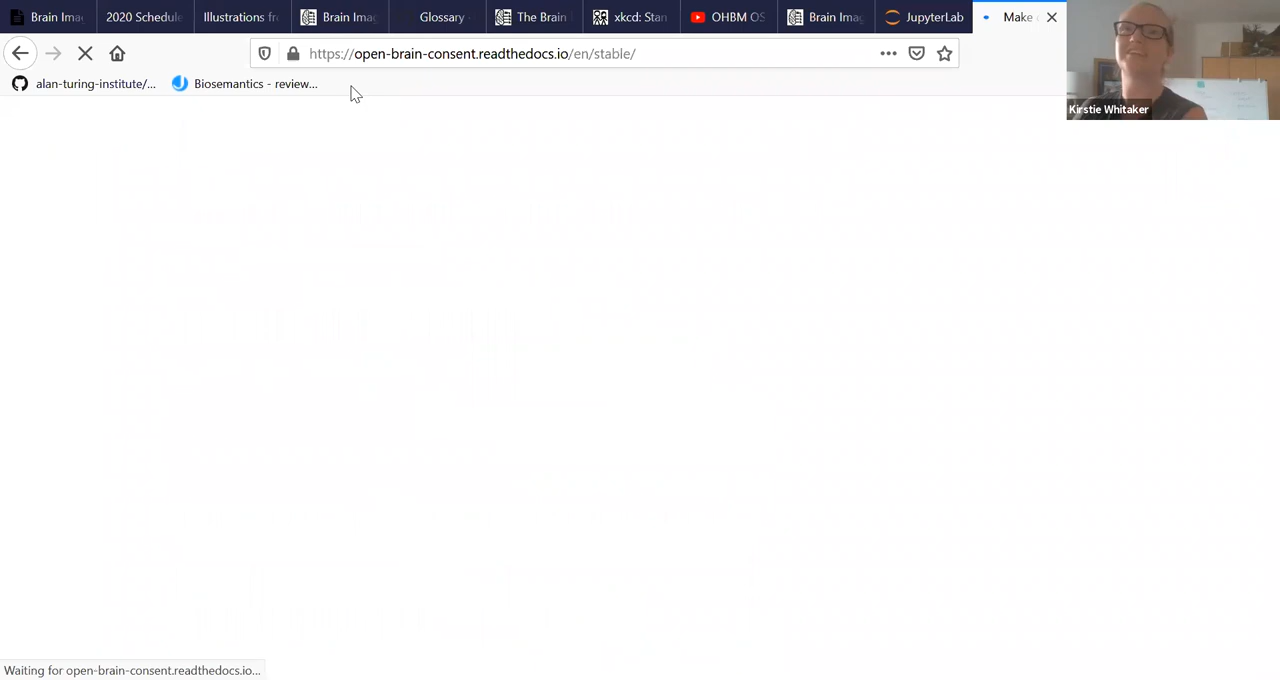 Brain Ima
2020 Schedule
Illustrations fr
Brain Ima
Glossary
The Brain
xkcd: Stan
OHBM OS
Brain Ima
JupyterLab
Make
https://open-brain-consent.readthedocs.io/en/stable/
alan-turing-institute/...
Biosemantics - review...
Kirstie Whitaker
Waiting for open-brain-consent.readthedocs.io...